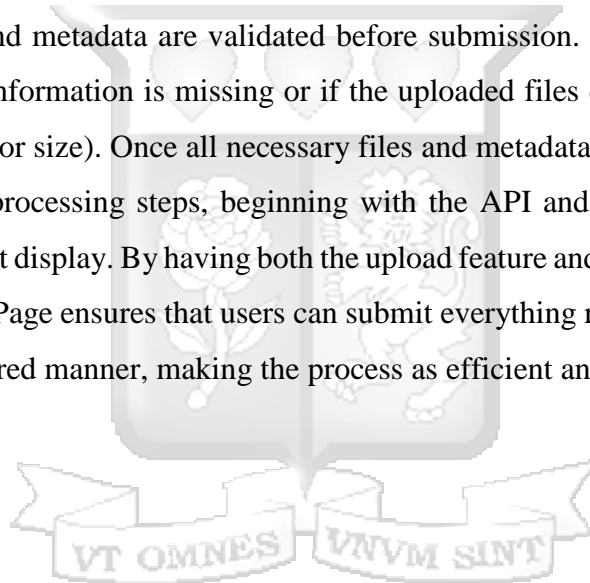 nd metadata are validated before submission.
nformation is missing or if the uploaded files
or size). Once all necessary files and metadata
processing steps, beginning with the API and
t display. By having both the upload feature and
Page ensures that users can submit everything
red manner, making the process as efficient an
VT OMNES VNVM SINT